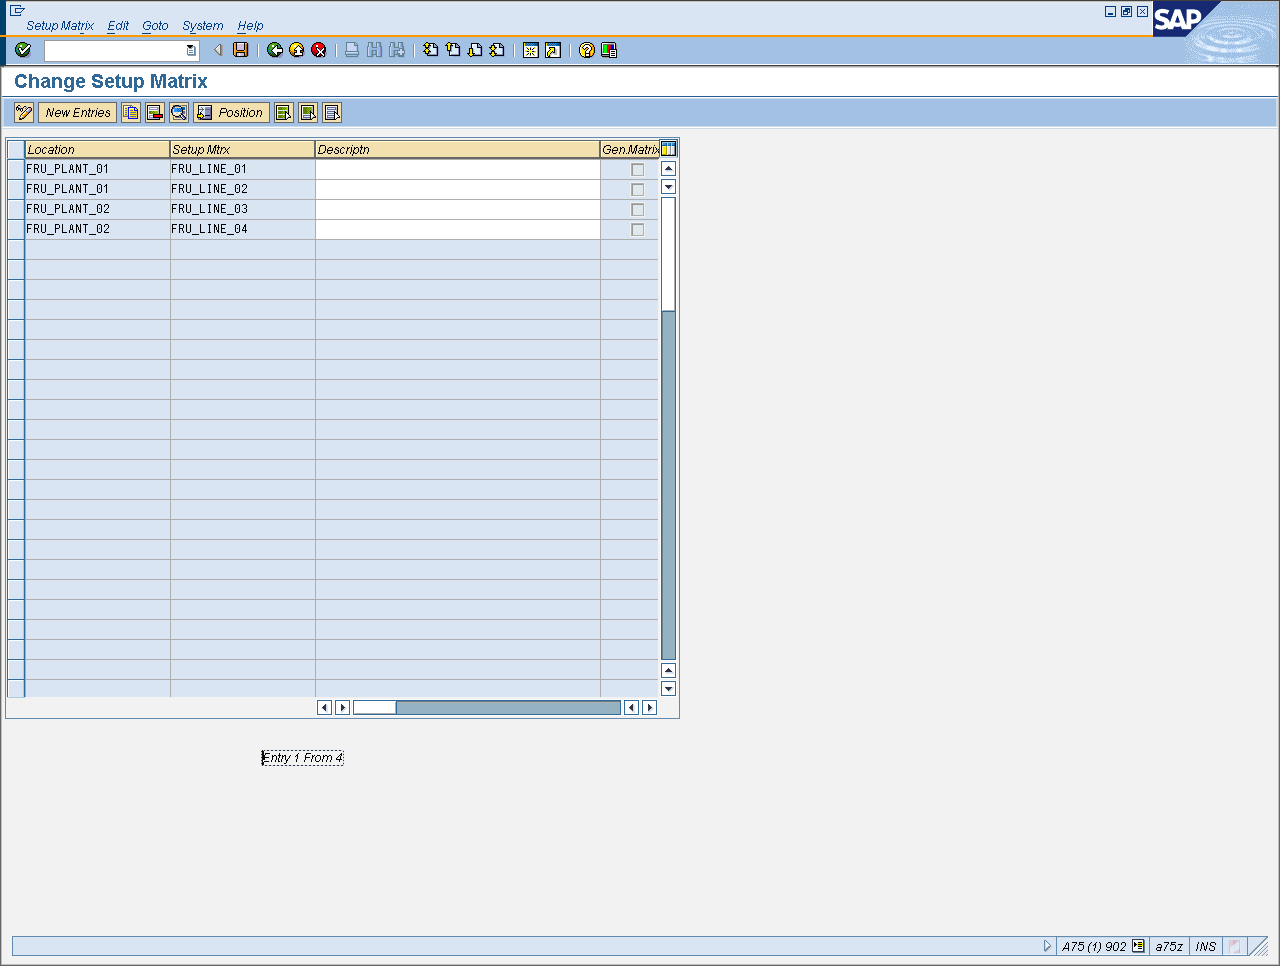 Setup Matrix Edit Goto System Help
SAP
Change Setup Matrix
New Entries Position
Location Setup Mtrx Descriptn Gen.Matrix
FRU_PLANT_01 FRU_LINE_01
FRU_PLANT_01 FRU_LINE_02
FRU_PLANT_02 FRU_LINE_03
FRU_PLANT_02 FRU_LINE_04
Entry 1 From 4
A75 (1) 902 a75z INS